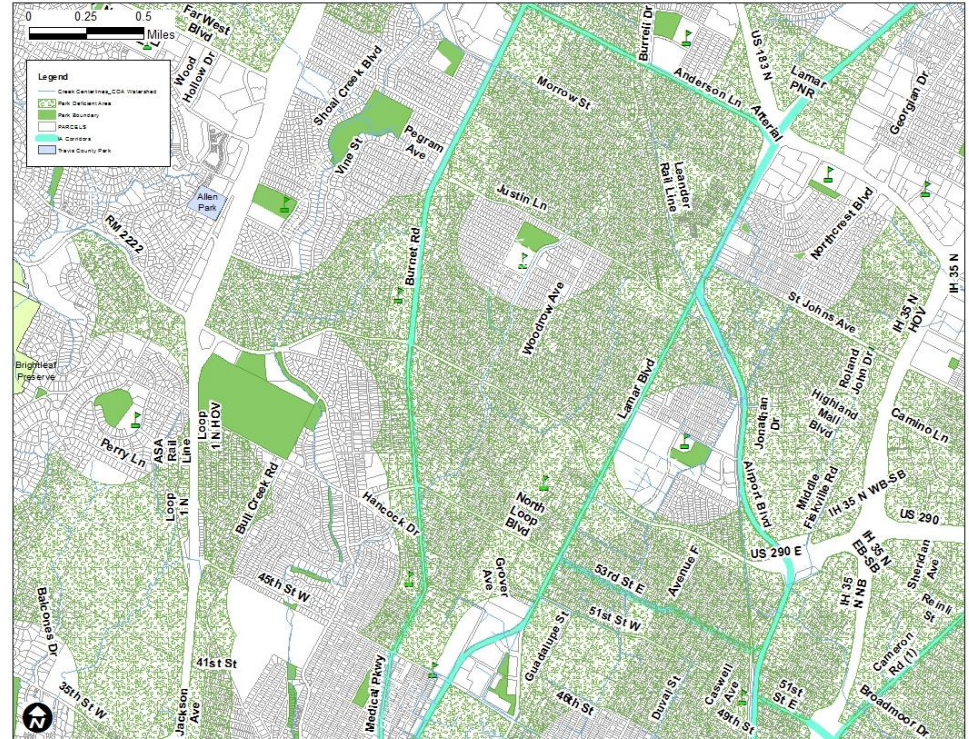 0 0.25 0.5
Miles
Legend
Creek Centerlines_COA Watershed
Park Deficient Area
Park Boundary
PARCELS
IA Corridors
Travis County Park
Far West
Blvd
Wood
Hollow Dr
Shoal Creek Blvd
Vine St
Pegram
Ave
Morrow St
Burrell Dr
US 183 N
Anderson Ln
Arterial
Lamar
PNR
Georgian Dr
Allen
Park
RM 2222
Burnet Rd
Justin Ln
Leander
Rail Line
Northcrest Blvd
Woodrow Ave
St Johns Ave
IH 35 N
IH 35 N
HOV
Roland
John Dr
Highland
Mall
Blvd
Camino Ln
Brightleaf
Preserve
Perry Ln
ASA
Rail
Line
Loop
1 N
Loop
1 N HOV
Bull Creek Rd
Hancock Dr
Lamar Blvd
Jonathan
Dr
Airport Blvd
Middle
Fiskville Rd
IH 35 N WB-SB
US 290
North
Loop
Blvd
US 290 E
IH 35 N
EB-SB
IH 35
N NB
Sheridan
Ave
Reinli
St
Grover
Ave
53rd St E
Avenue F
51st St W
45th St W
Balcones Dr
35th St W
41st St
Jackson
Ave
Medical Pkwy
Guadalupe St
46th St
Duval St
Caswell
Ave
49th St
51st
St E
Cameron
Rd (I)
Broadmoor Dr
N